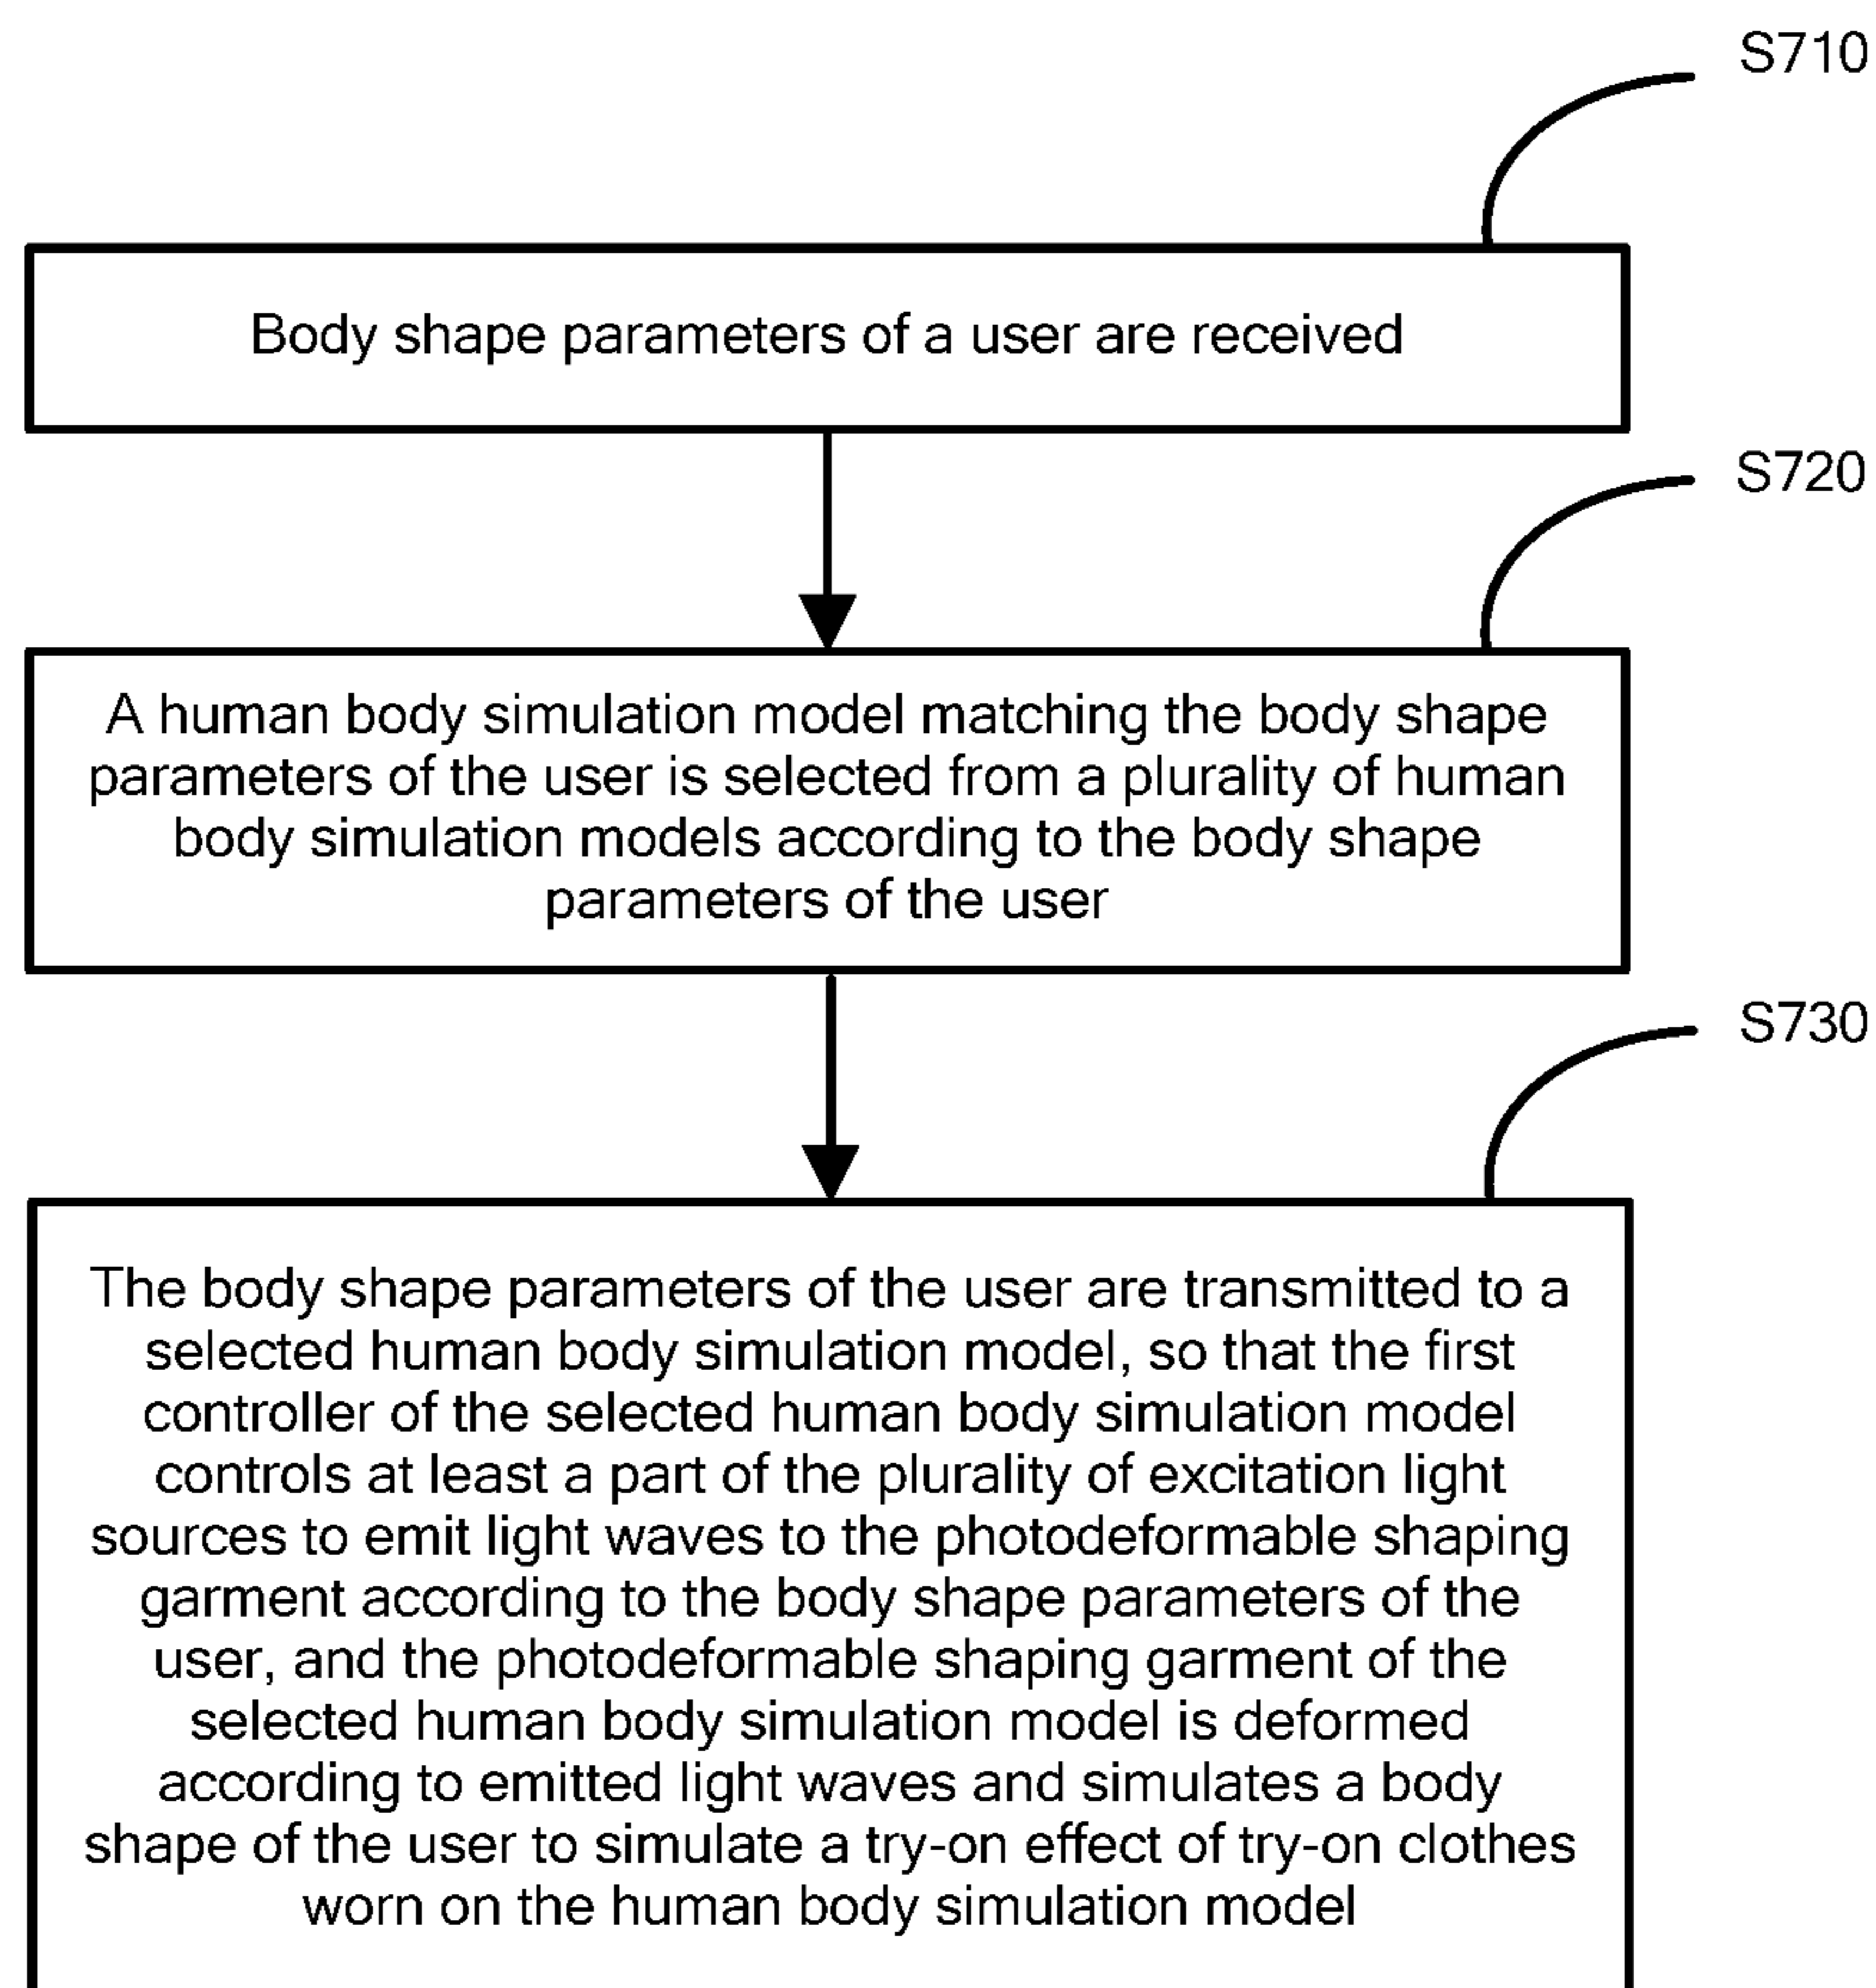 S710
Body shape parameters of a user are received
S720
A human body simulation model matching the body shape
parameters of the user is selected from a plurality of human
body simulation models according to the body shape
parameters of the user
S730
The body shape parameters of the user are transmitted to a
selected human body simulation model, so that the first
controller of the selected human body simulation model
controls at least a part of the plurality of excitation light
sources to emit light waves to the photodeformable shaping
garment according to the body shape parameters of the
user, and the photodeformable shaping garment of the
selected human body simulation model is deformed
according to emitted light waves and simulates a body
shape of the user to simulate a try-on effect of try-on clothes
worn on the human body simulation model